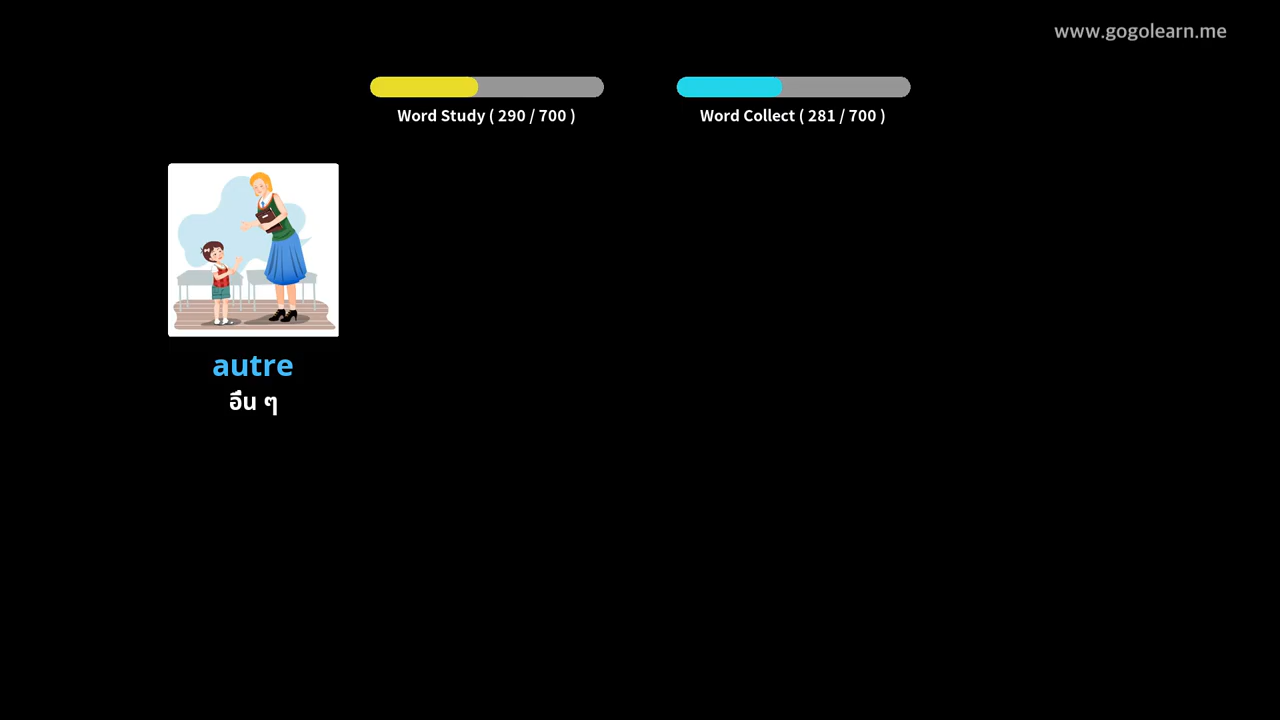 www.gogolearn.me
Word Study ( 290 / 700 )
Word Collect ( 281 / 700 )
autre
อื่น ๆ